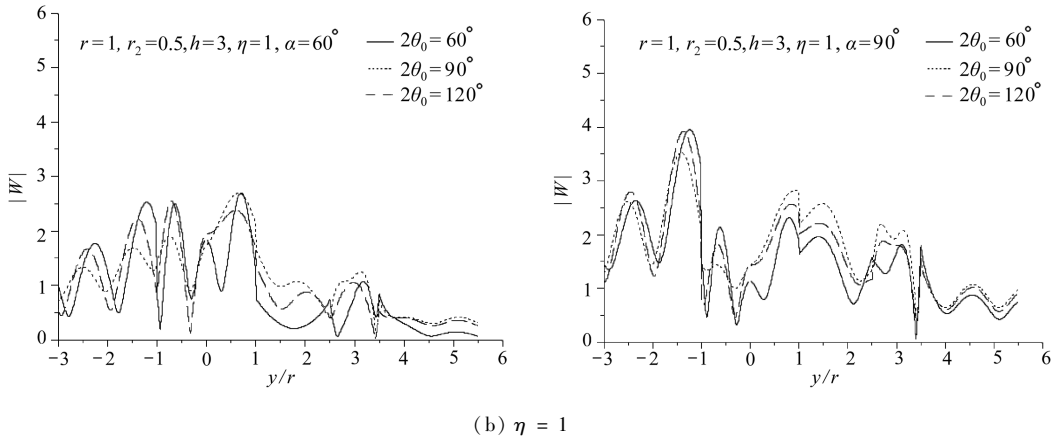 6
r=1, r₂=0.5, h=3, η=1, α=60°
2θ₀=60°
2θ₀=90°
2θ₀=120°
5
4
3
2
1
0
|W|
−3 −2 −1 0 1 2 3 4 5 6
y/r
6
r=1, r₂=0.5, h=3, η=1, α=90°
2θ₀=60°
2θ₀=90°
2θ₀=120°
5
4
3
2
1
0
|W|
−3 −2 −1 0 1 2 3 4 5 6
y/r
(b) η = 1